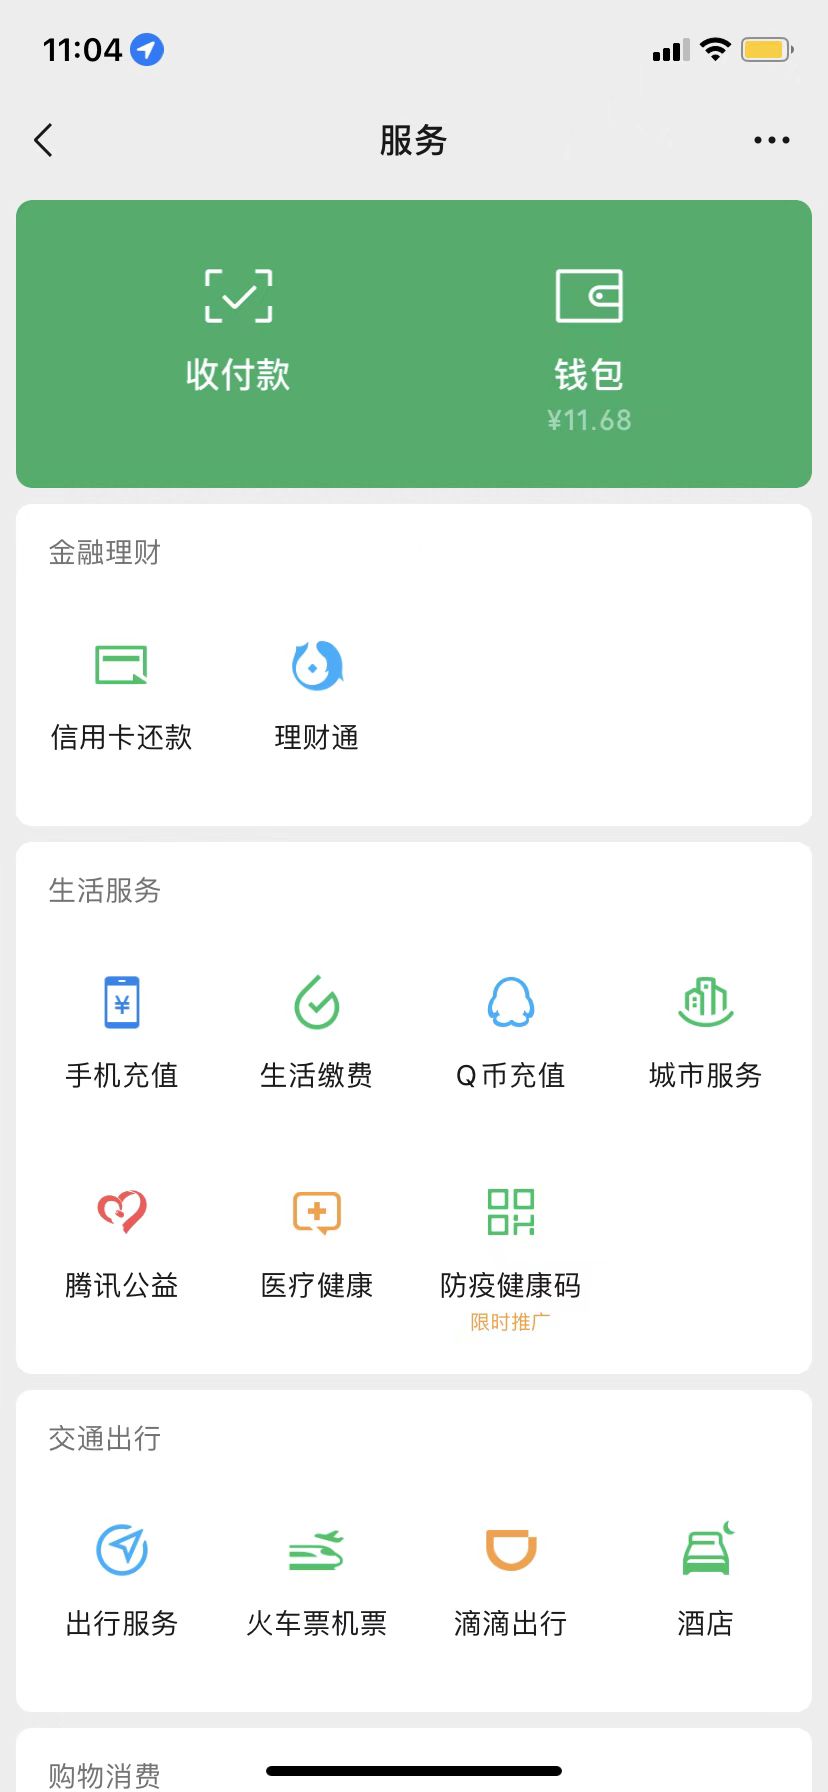 11:04
服务
收付款
钱包
¥11.68
金融理财
信用卡还款
理财通
生活服务
¥
手机充值
生活缴费
Q币充值
城市服务
腾讯公益
医疗健康
防疫健康码
限时推广
交通出行
出行服务
火车票机票
滴滴出行
酒店
购物消费